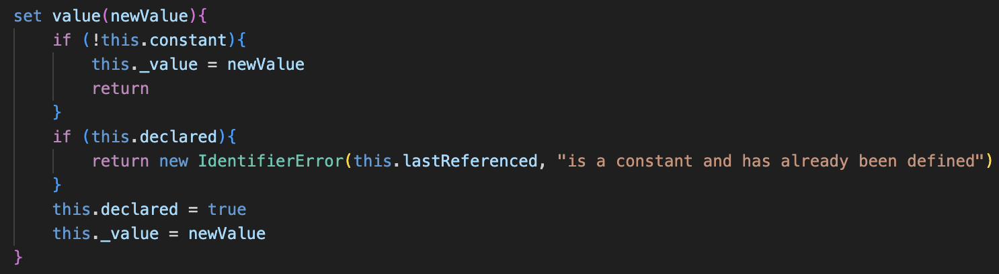 set value(newValue){
if (!this.constant){
this._value = newValue
return
}
if (this.declared){
return new IdentifierError(this.lastReferenced, "is a constant and has already been defined")
}
this.declared = true
this._value = newValue
}